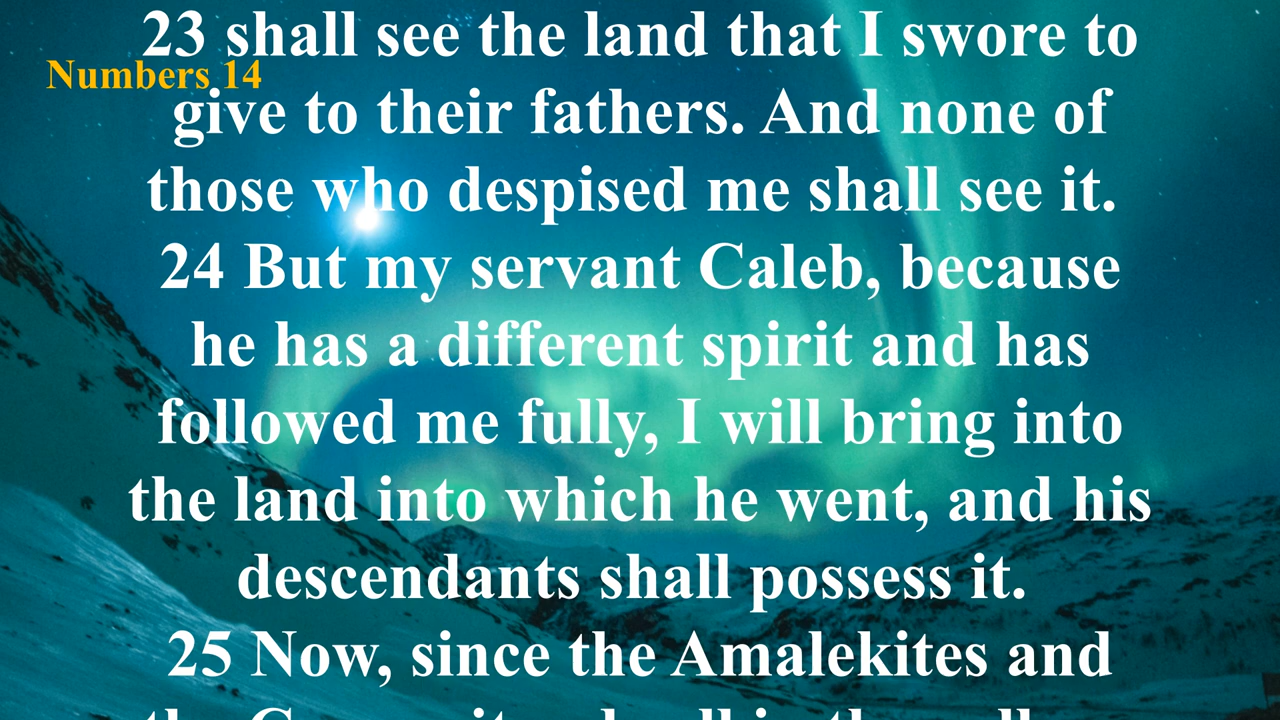 23 shall see the land that I swore to
Numbers 14
give to their fathers. And none of
those who despised me shall see it.
24 But my servant Caleb, because
he has a different spirit and has
followed me fully, I will bring into
the land into which he went, and his
descendants shall possess it.
25 Now, since the Amalekites and